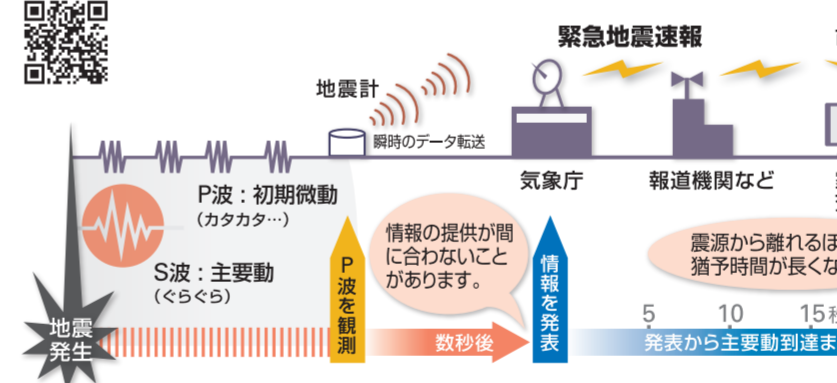 緊急地震速報
地震計
瞬時のデータ転送
気象庁
報道機関など
P波：初期微動
（カタカタ…）
S波：主要動
（ぐらぐら）
地震
発生
P波を観測
情報の提供が間
に合わないこと
があります。
数秒後
情報を発表
震源から離れるほ
猶予時間が長くな
5 10 15秒
発表から主要動到達ま